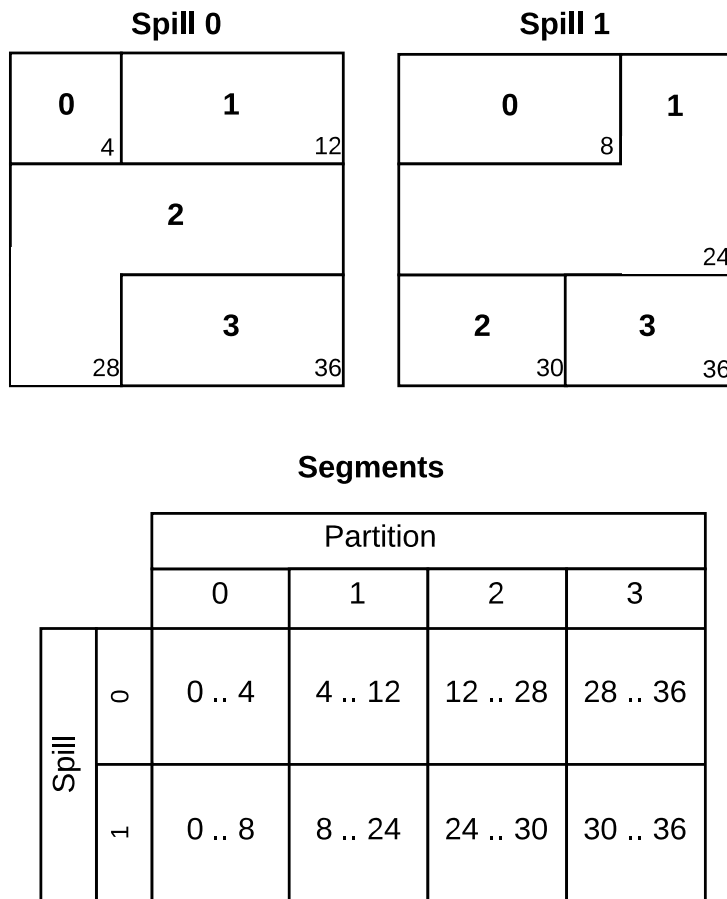 Spill 0 Spill 1
0 1 0 1
4 12 8
2
24
3 2 3
28 36 30 36
Segments
Partition
0 1 2 3
Spill 0 0 .. 4 4 .. 12 12 .. 28 28 .. 36
1 0 .. 8 8 .. 24 24 .. 30 30 .. 36